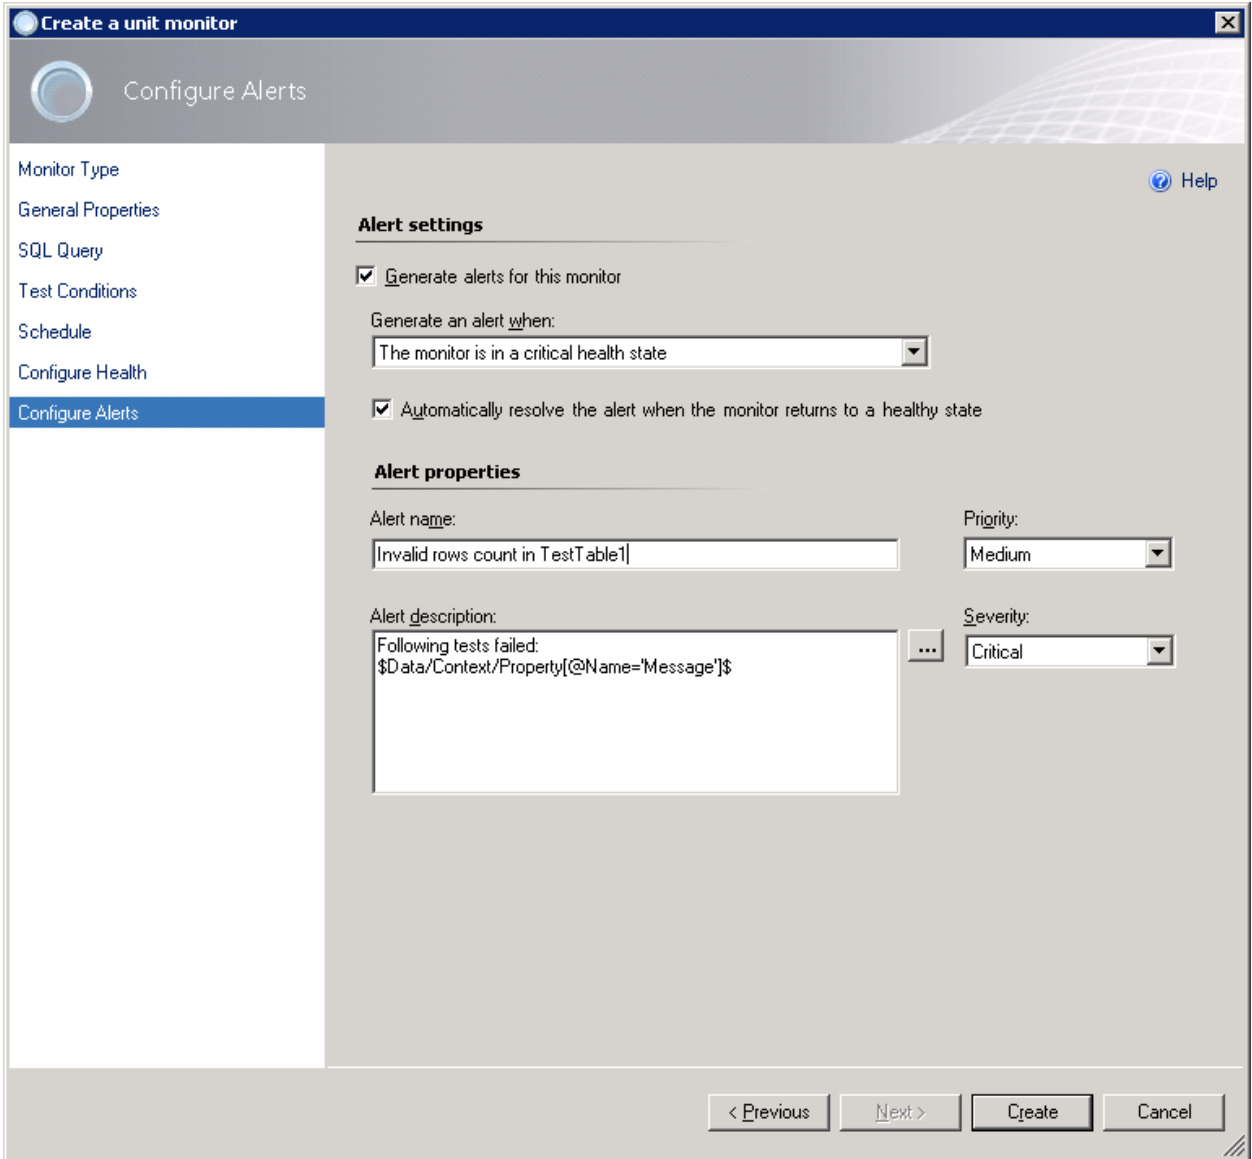 Create a unit monitor
Configure Alerts
Monitor Type
General Properties
SQL Query
Test Conditions
Schedule
Configure Health
Configure Alerts
Help
Alert settings
Generate alerts for this monitor
Generate an alert when:
The monitor is in a critical health state
Automatically resolve the alert when the monitor returns to a healthy state
Alert properties
Alert name:
Priority:
Invalid rows count in TestTable1
Medium
Alert description:
Severity:
Following tests failed:
$Data/Context/Property[@Name='Message']$
...
Critical
< Previous
Next >
Create
Cancel